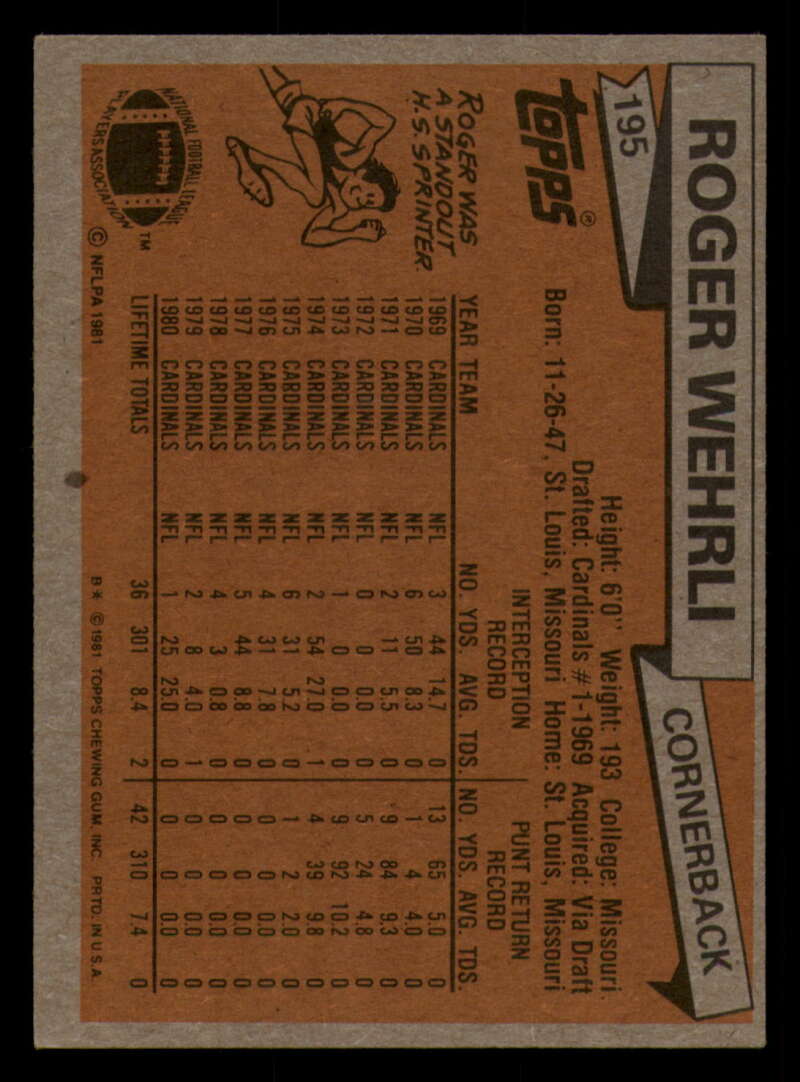 195
ROGER WEHRLI
CORNERBACK
topps®
Height: 6'0" Weight: 193 College: Missouri
Drafted: Cardinals #1-1969 Acquired: Via Draft
Born: 11-26-47, St. Louis, Missouri Home: St. Louis, Missouri
ROGER WAS
A STANDOUT
H.S. SPRINTER.
INTERCEPTION RECORD PUNT RETURN RECORD
YEAR TEAM NO. YDS. AVG. TDS. NO. YDS. AVG. TDS.
1969 CARDINALS NFL 3 44 14.7 0 13 65 5.0 0
1970 CARDINALS NFL 6 50 8.3 0 1 4 4.0 0
1971 CARDINALS NFL 2 11 5.5 0 9 84 9.3 0
1972 CARDINALS NFL 0 0 0.0 0 5 24 4.8 0
1973 CARDINALS NFL 1 0 0.0 0 9 92 10.2 0
1974 CARDINALS NFL 2 54 27.0 1 4 39 9.8 0
1975 CARDINALS NFL 6 31 5.2 0 1 2 2.0 0
1976 CARDINALS NFL 4 31 7.8 0 0 0 0.0 0
1977 CARDINALS NFL 5 44 8.8 0 0 0 0.0 0
1978 CARDINALS NFL 4 3 0.8 0 0 0 0.0 0
1979 CARDINALS NFL 2 8 4.0 1 0 0 0.0 0
1980 CARDINALS NFL 1 25 25.0 0 0 0 0.0 0
LIFETIME TOTALS 36 301 8.4 2 42 310 7.4 0
NATIONAL FOOTBALL LEAGUE
PLAYERS ASSOCIATION
TM
© NFLPA 1981
B* © 1981 TOPPS CHEWING GUM, INC. PRTD. IN U.S.A.